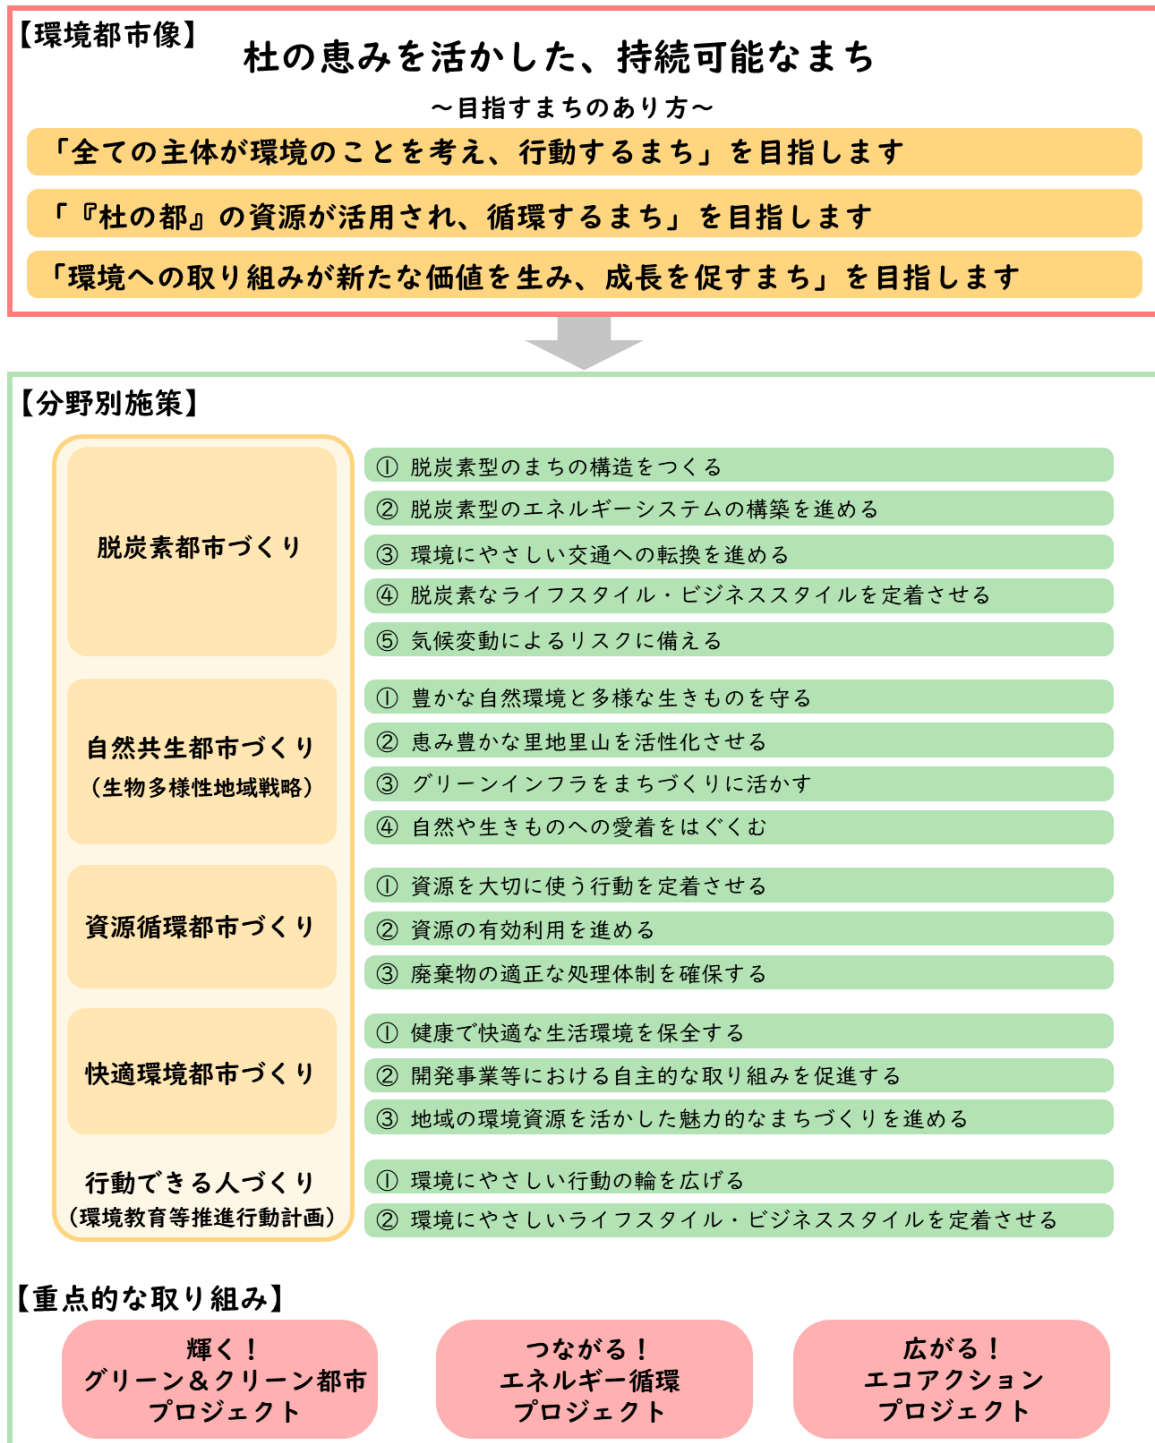 【環境都市像】
杜の恵みを活かした、持続可能なまち
～目指すまちのあり方～
「全ての主体が環境のことを考え、行動するまち」を目指します
「『杜の都』の資源が活用され、循環するまち」を目指します
「環境への取り組みが新たな価値を生み、成長を促すまち」を目指します
【分野別施策】
脱炭素都市づくり
① 脱炭素型のまちの構造をつくる
② 脱炭素型のエネルギーシステムの構築を進める
③ 環境にやさしい交通への転換を進める
④ 脱炭素なライフスタイル・ビジネススタイルを定着させる
⑤ 気候変動によるリスクに備える
自然共生都市づくり
（生物多様性地域戦略）
① 豊かな自然環境と多様な生きものを守る
② 恵み豊かな里地里山を活性化させる
③ グリーンインフラをまちづくりに活かす
④ 自然や生きものへの愛着をはぐくむ
資源循環都市づくり
① 資源を大切に使う行動を定着させる
② 資源の有効利用を進める
③ 廃棄物の適正な処理体制を確保する
快適環境都市づくり
① 健康で快適な生活環境を保全する
② 開発事業等における自主的な取り組みを促進する
③ 地域の環境資源を活かした魅力的なまちづくりを進める
行動できる人づくり
（環境教育等推進行動計画）
① 環境にやさしい行動の輪を広げる
② 環境にやさしいライフスタイル・ビジネススタイルを定着させる
【重点的な取り組み】
輝く！
グリーン＆クリーン都市
プロジェクト
つながる！
エネルギー循環
プロジェクト
広がる！
エコアクション
プロジェクト